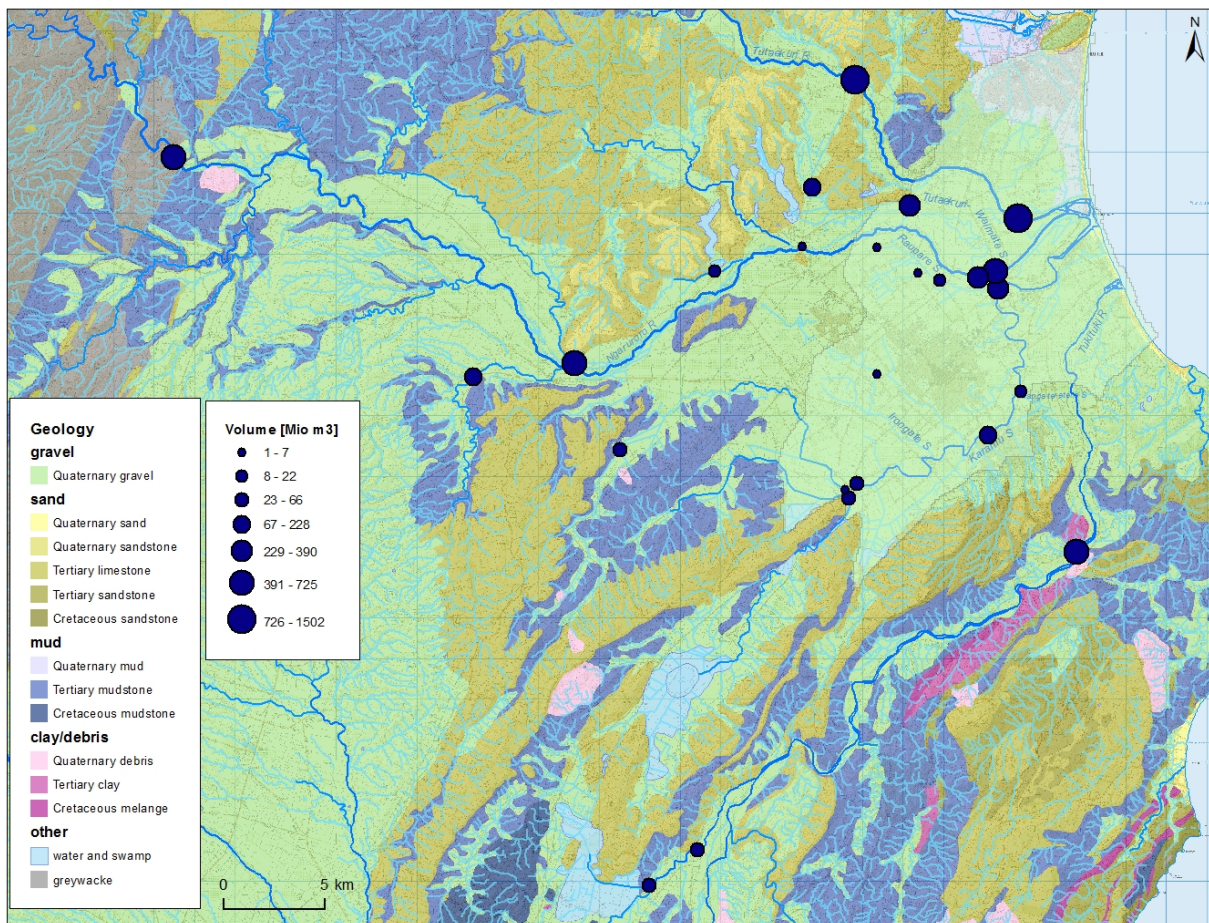 N
Tutaekuri R
Tutaekuri-
Waimate S
Raupare S
Ngaruroro R
Tukituki R
Irongate S
Karamu S
Geology
gravel
Quaternary gravel
sand
Quaternary sand
Quaternary sandstone
Tertiary limestone
Tertiary sandstone
Cretaceous sandstone
mud
Quaternary mud
Tertiary mudstone
Cretaceous mudstone
clay/debris
Quaternary debris
Tertiary clay
Cretaceous melange
other
water and swamp
greywacke
Volume [Mio m3]
1 - 7
8 - 22
23 - 66
67 - 228
229 - 390
391 - 725
726 - 1502
0 5 km